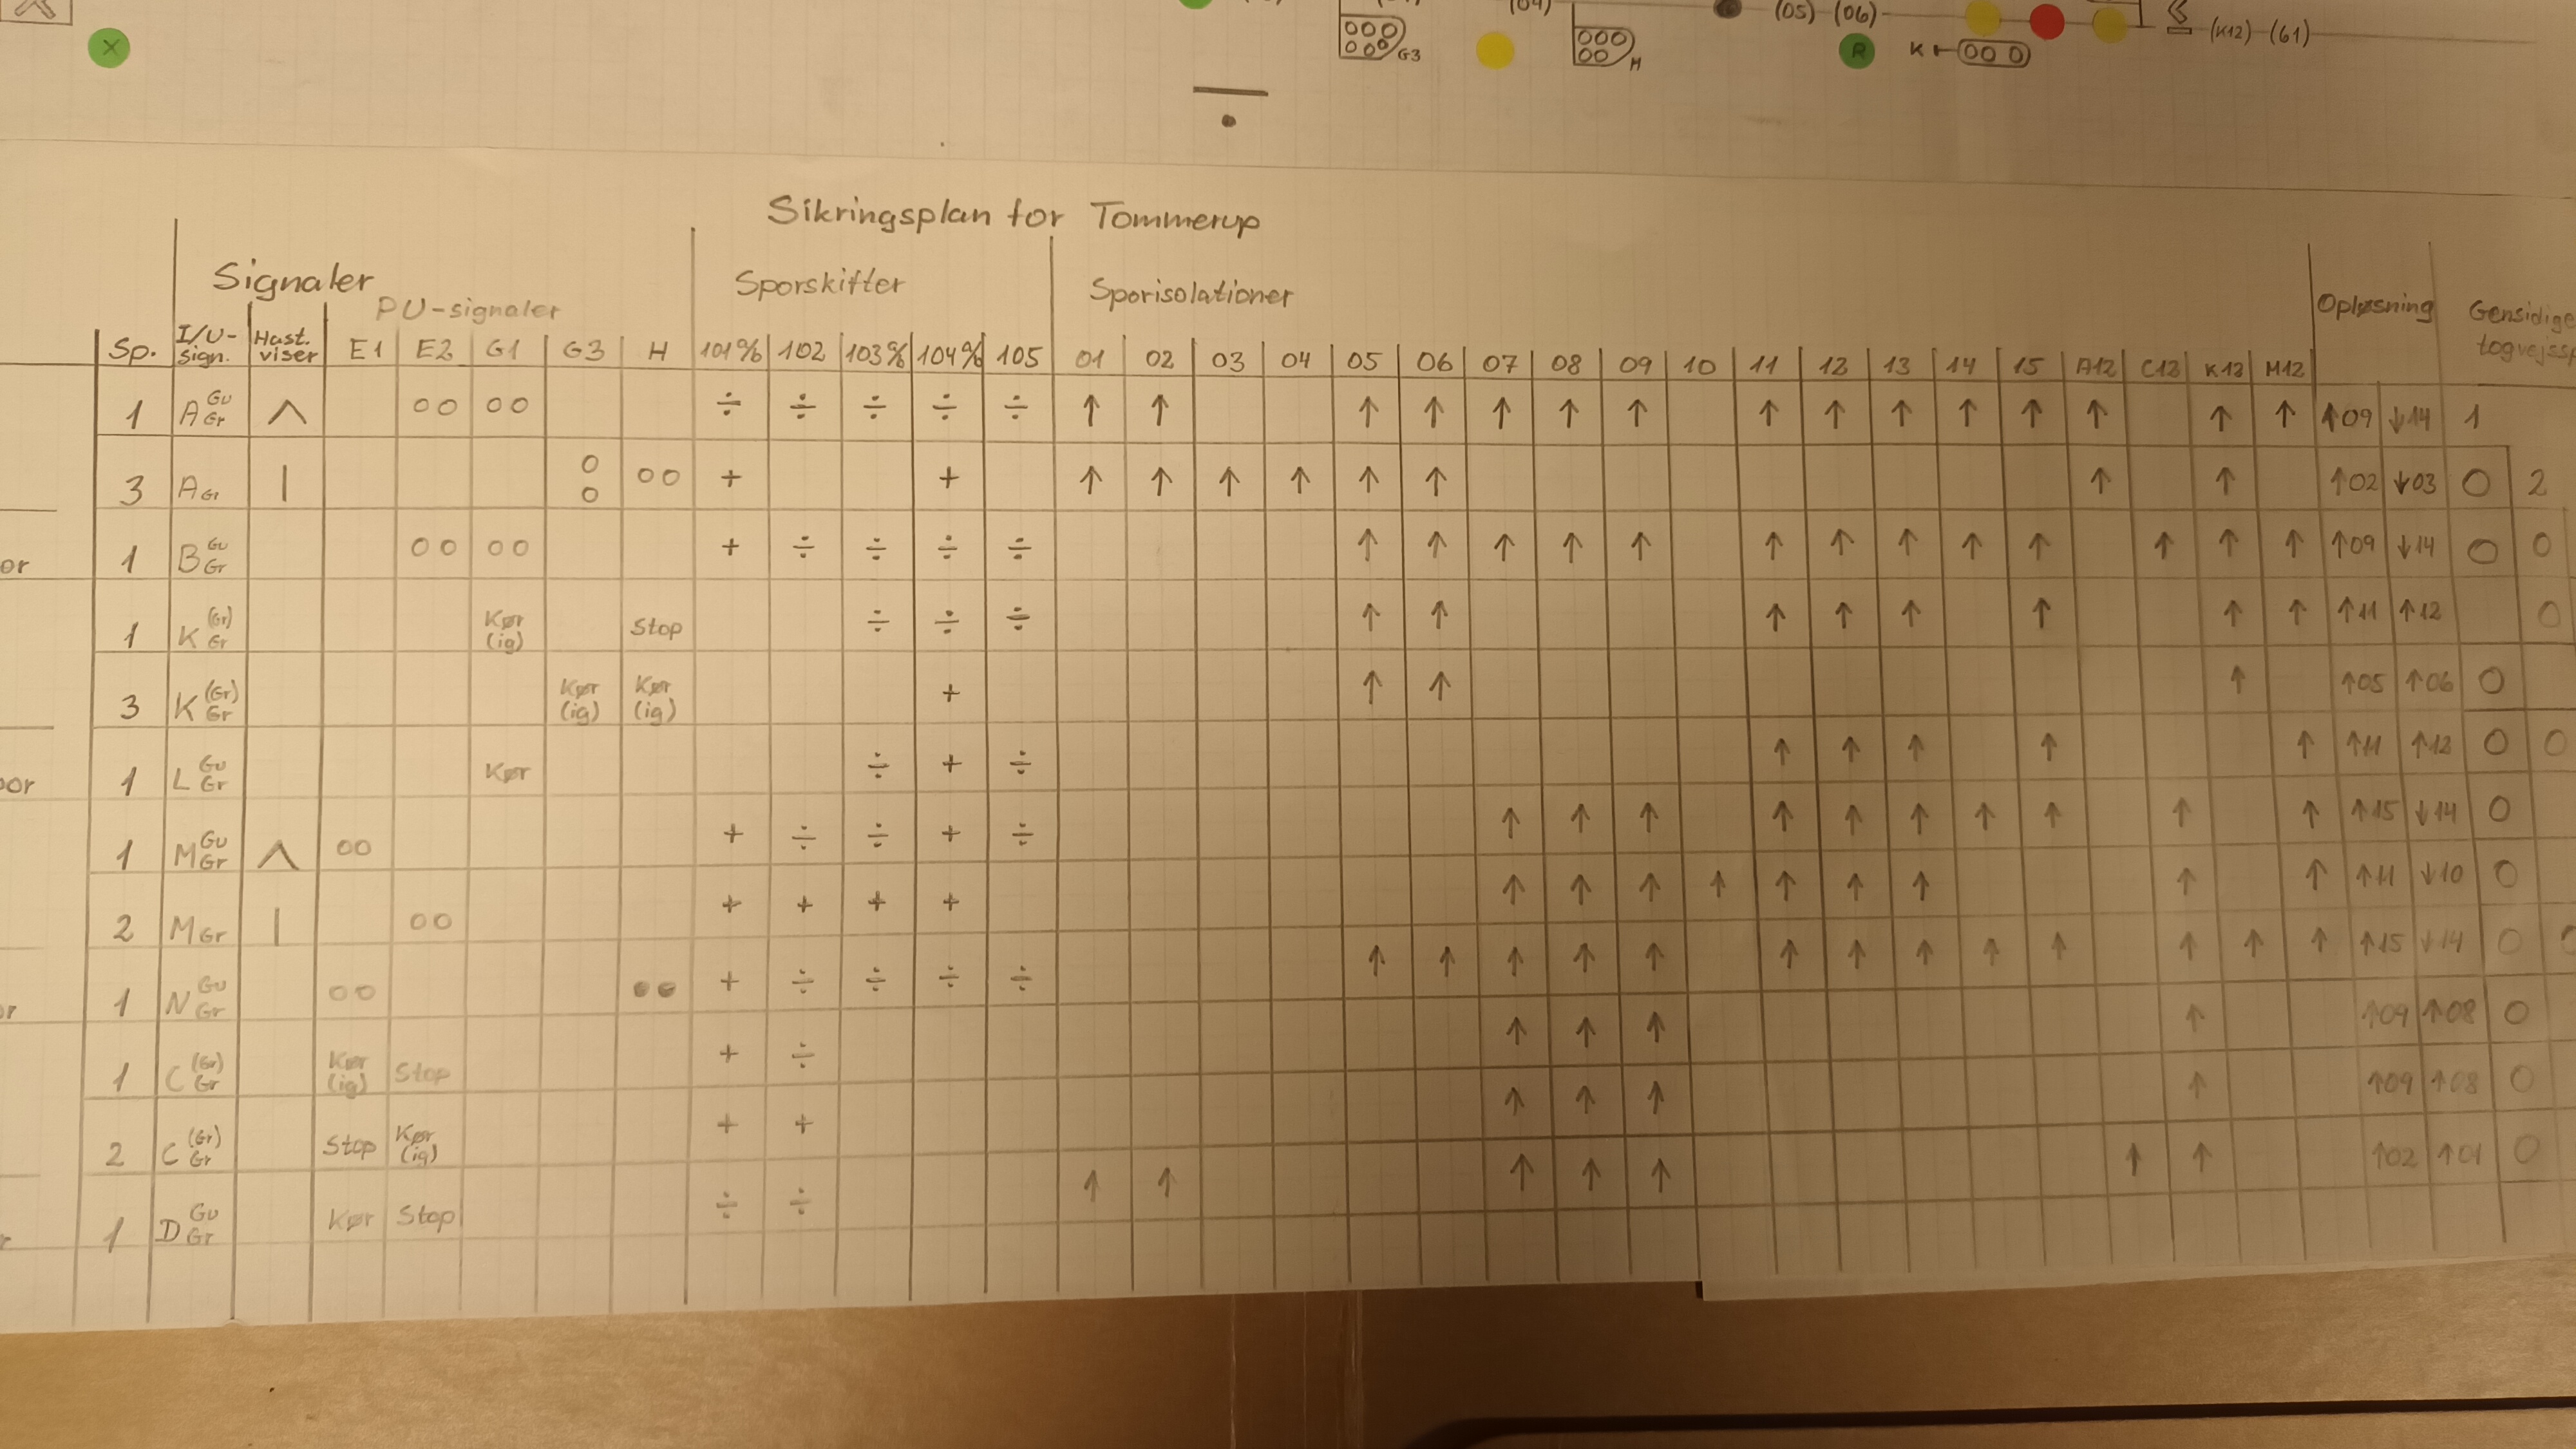 X
G3
(04)
M
(05) (06)
R
K
(K12) (61)
Sikringsplan for Tommerup
Signaler
Sporskifter
Sporisolationer
Opløsning
Gensidige
togvejssp
PU-signaler
Sp. I/U-sign. Hast. viser E1 E2 G1 G3 H 101% 102 103% 104% 105 01 02 03 04 05 06 07 08 09 10 11 12 13 14 15 A12 C12 K12 M12
1 A Gu Gr ∧ oo oo ÷ ÷ ÷ ÷ ÷ ↑ ↑ ↑ ↑ ↑ ↑ ↑ ↑ ↑ ↑ ↑ ↑ ↑ ↑ ↑ ↑09 ↓14 1
3 A Gr | o o oo + + ↑ ↑ ↑ ↑ ↑ ↑ ↑ ↑ ↑02 ↓03 O 2
or 1 B Gu Gr oo oo + ÷ ÷ ÷ ÷ ↑ ↑ ↑ ↑ ↑ ↑ ↑ ↑ ↑ ↑ ↑ ↑ ↑ ↑09 ↓14 O O
1 K (Gr) Gr Kør (ig) Stop ÷ ÷ ÷ ↑ ↑ ↑ ↑ ↑ ↑ ↑ ↑ ↑11 ↑12 O
3 K (Gr) Gr Kør (ig) Kør (ig) + ↑ ↑ ↑ ↑05 ↑06 O
or 1 L Gu Gr Kør ÷ + ÷ ↑ ↑ ↑ ↑ ↑ ↑11 ↑12 O O
1 M Gu Gr ∧ oo + ÷ ÷ + ÷ ↑ ↑ ↑ ↑ ↑ ↑ ↑ ↑ ↑ ↑ ↑15 ↓14 O
2 M Gr | oo + + + + ↑ ↑ ↑ ↑ ↑ ↑ ↑ ↑ ↑ ↑11 ↓10 O
r 1 N Gu Gr oo ●● + ÷ ÷ ÷ ÷ ↑ ↑ ↑ ↑ ↑ ↑ ↑ ↑ ↑ ↑ ↑ ↑ ↑ ↑15 ↓14 O
1 C (Gr) Gr Kør (ig) Stop + ÷ ↑ ↑ ↑ ↑ ↑09 ↑08 O
2 C (Gr) Gr Stop Kør (ig) + + ↑ ↑ ↑ ↑ ↑09 ↑08 O
r 1 D Gu Gr Kør Stop ÷ ÷ ↑ ↑ ↑ ↑ ↑ ↑ ↑ ↑02 ↑01 O